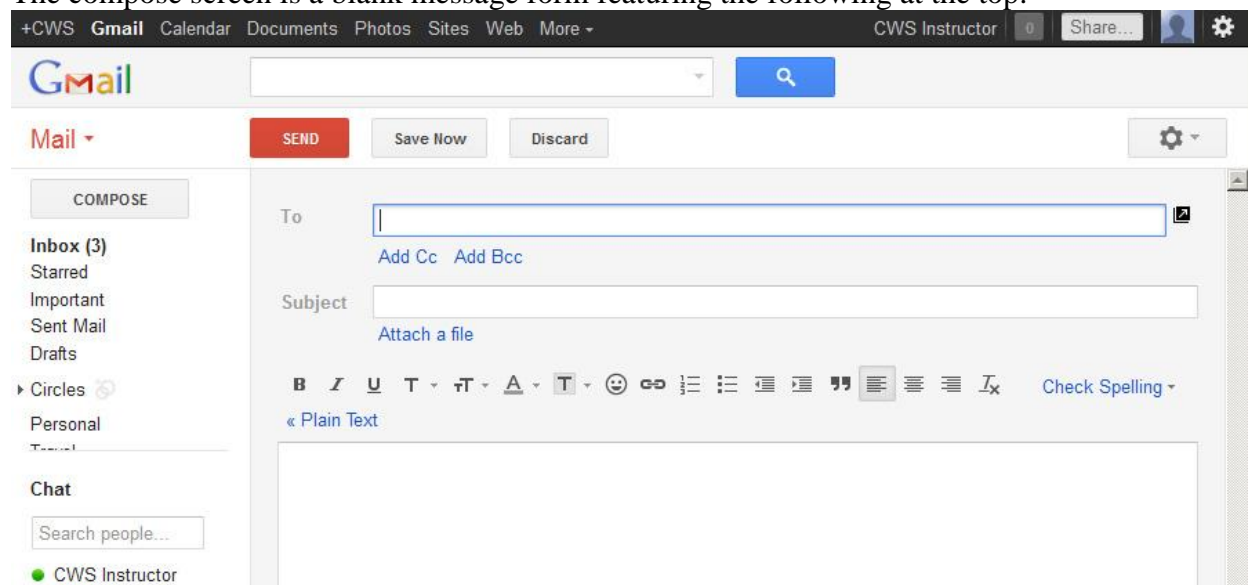 The compose screen is a blank message form featuring the following at the top:
+CWS Gmail Calendar Documents Photos Sites Web More CWS Instructor 0 Share...
Gmail
Mail SEND Save Now Discard
COMPOSE
To
Add Cc Add Bcc
Inbox (3)
Starred
Important
Subject
Sent Mail
Attach a file
Drafts
Circles
B I U T TT A T Tx Check Spelling
Personal
« Plain Text
Travel
Chat
Search people...
CWS Instructor